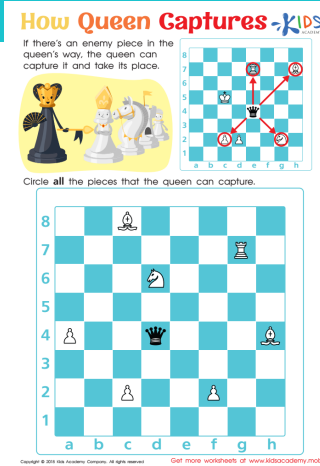 How Queen Captures
KIDS
ACADEMY
If there's an enemy piece in the
queen's way, the queen can
capture it and take its place.
8
7
6
5
4
3
2
1
a b c d e f g h
Circle all the pieces that the queen can capture.
8
7
6
5
4
3
2
1
a b c d e f g h
Copyright © 2015 Kids Academy Company. All rights reserved
Get more worksheets at www.kidsacademy.mob